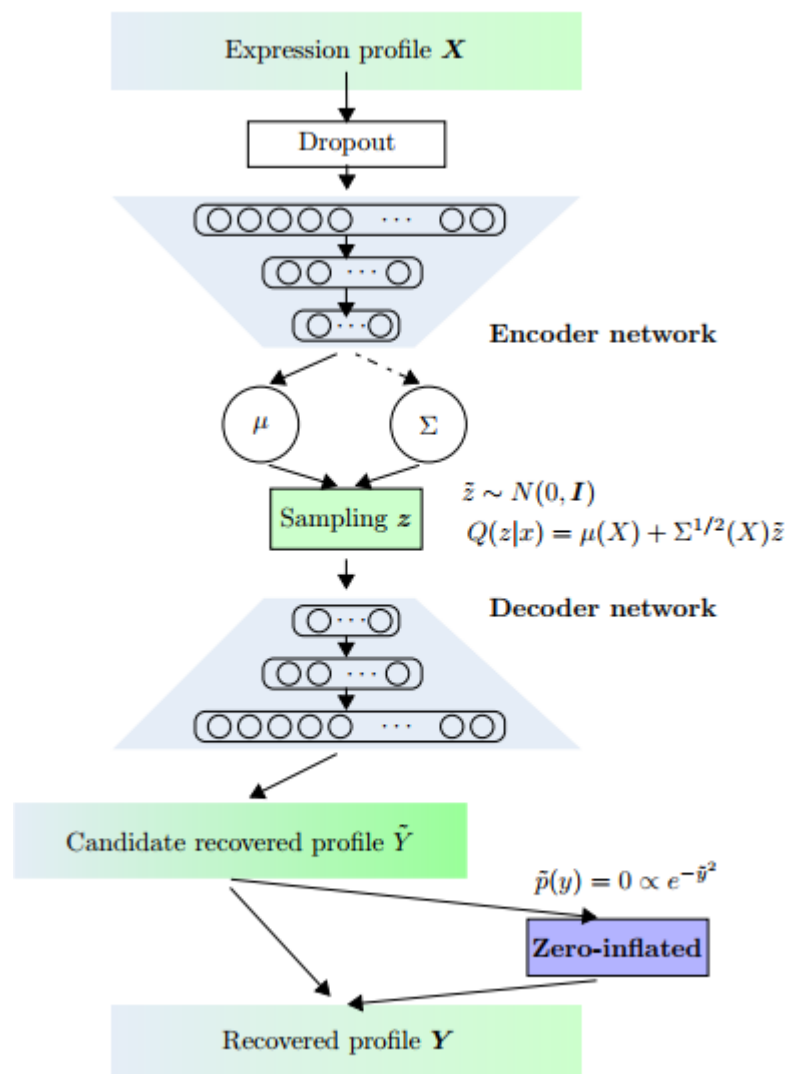 Expression profile X
Dropout
· · ·
· · ·
· · ·
Encoder network
μ
Σ
Sampling z
z̃ ∼ N(0, I)
Q(z|x) = μ(X) + Σ^{1/2}(X)z̃
Decoder network
· · ·
· · ·
· · ·
Candidate recovered profile Ỹ
p̃(y) = 0 ∝ e^{−ỹ²}
Zero-inflated
Recovered profile Y